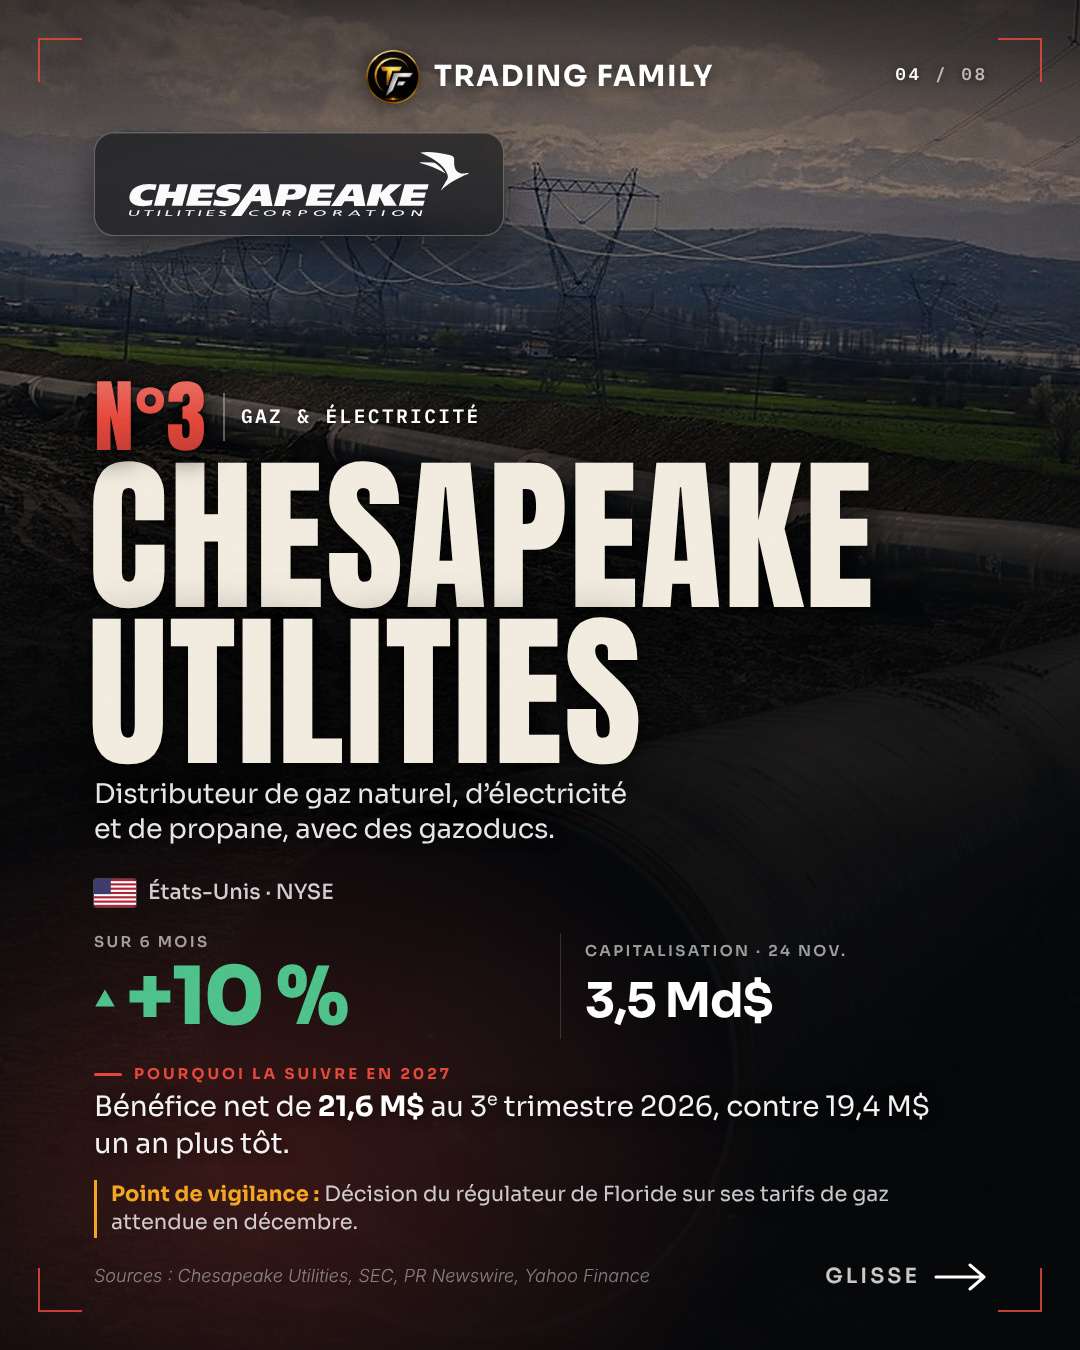 TF TRADING FAMILY
04 / 08
CHESAPEAKE
UTILITIES CORPORATION
N°3
GAZ & ÉLECTRICITÉ
CHESAPEAKE
UTILITIES
Distributeur de gaz naturel, d’électricité
et de propane, avec des gazoducs.
États-Unis · NYSE
SUR 6 MOIS
▲ +10 %
CAPITALISATION · 24 NOV.
3,5 Md$
POURQUOI LA SUIVRE EN 2027
Bénéfice net de 21,6 M$ au 3ᵉ trimestre 2026, contre 19,4 M$
un an plus tôt.
Point de vigilance : Décision du régulateur de Floride sur ses tarifs de gaz
attendue en décembre.
Sources : Chesapeake Utilities, SEC, PR Newswire, Yahoo Finance
GLISSE →